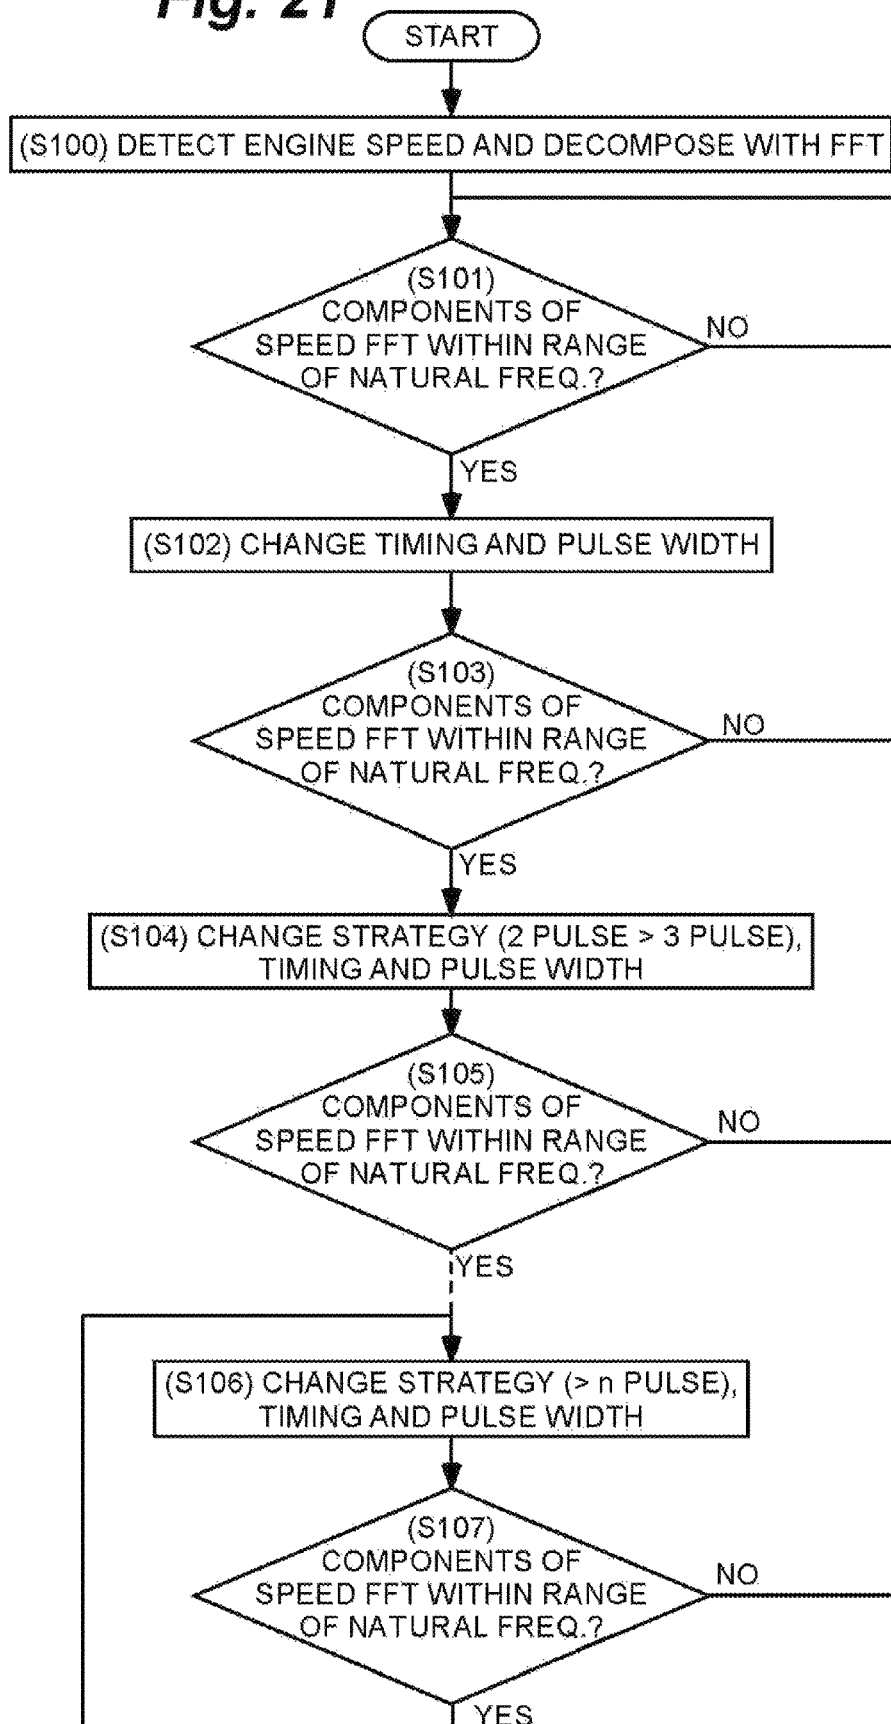 Fig. 21
START
(S100) DETECT ENGINE SPEED AND DECOMPOSE WITH FFT
(S101)
COMPONENTS OF
SPEED FFT WITHIN RANGE
OF NATURAL FREQ.?
NO
YES
(S102) CHANGE TIMING AND PULSE WIDTH
(S103)
COMPONENTS OF
SPEED FFT WITHIN RANGE
OF NATURAL FREQ.?
NO
YES
(S104) CHANGE STRATEGY (2 PULSE > 3 PULSE),
TIMING AND PULSE WIDTH
(S105)
COMPONENTS OF
SPEED FFT WITHIN RANGE
OF NATURAL FREQ.?
NO
YES
(S106) CHANGE STRATEGY (> n PULSE),
TIMING AND PULSE WIDTH
(S107)
COMPONENTS OF
SPEED FFT WITHIN RANGE
OF NATURAL FREQ.?
NO
YES